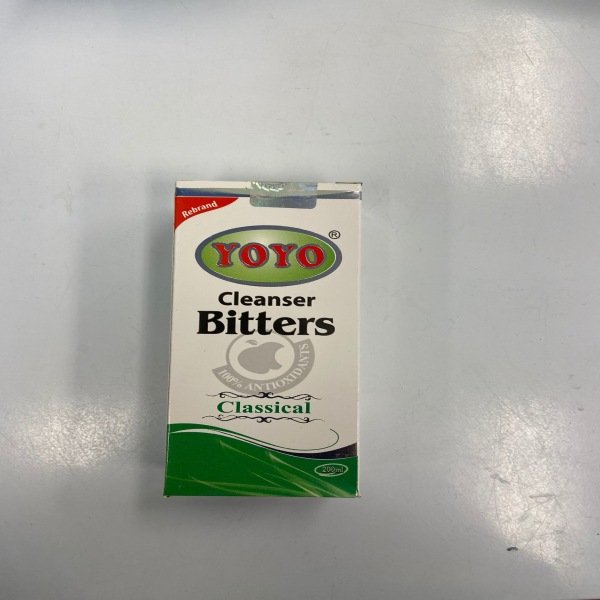 Rebrand
YOYO®
Cleanser
Bitters
100% ANTIOXIDANTS
Classical
200ml